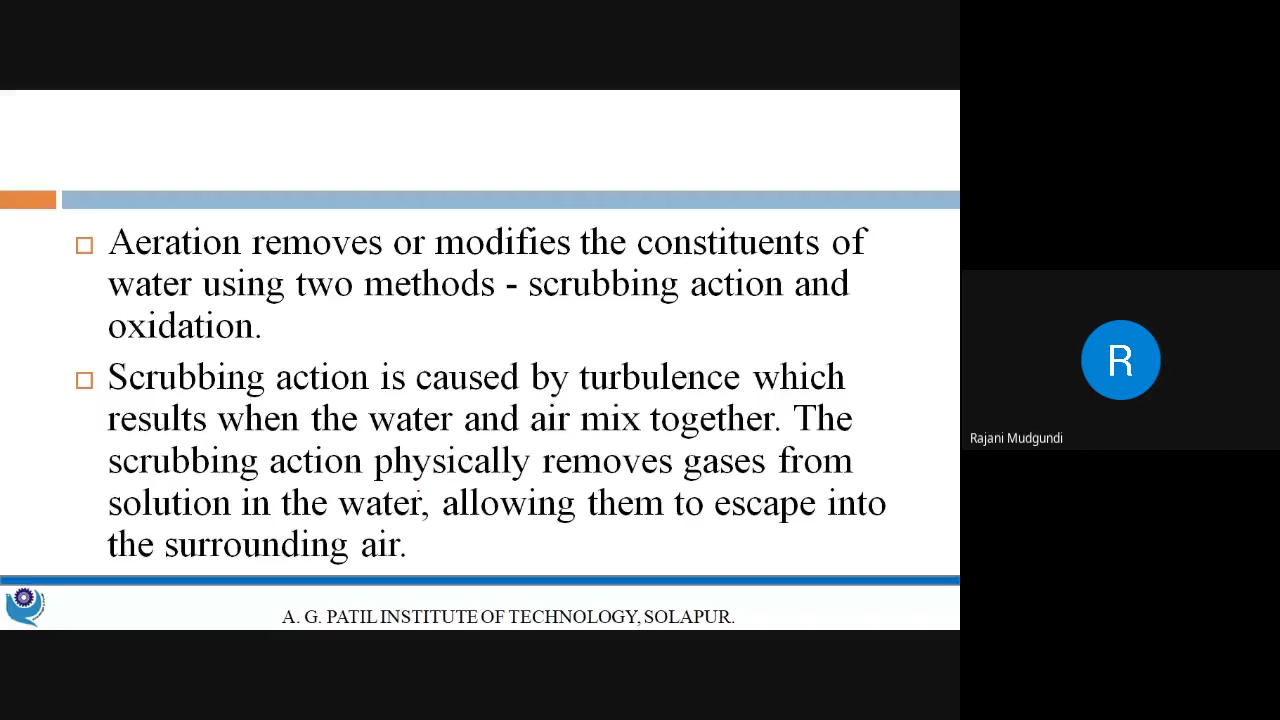 Aeration removes or modifies the constituents of
water using two methods - scrubbing action and
oxidation.
Scrubbing action is caused by turbulence which
results when the water and air mix together. The
scrubbing action physically removes gases from
solution in the water, allowing them to escape into
the surrounding air.
A. G. PATIL INSTITUTE OF TECHNOLOGY, SOLAPUR.
R
Rajani Mudgundi